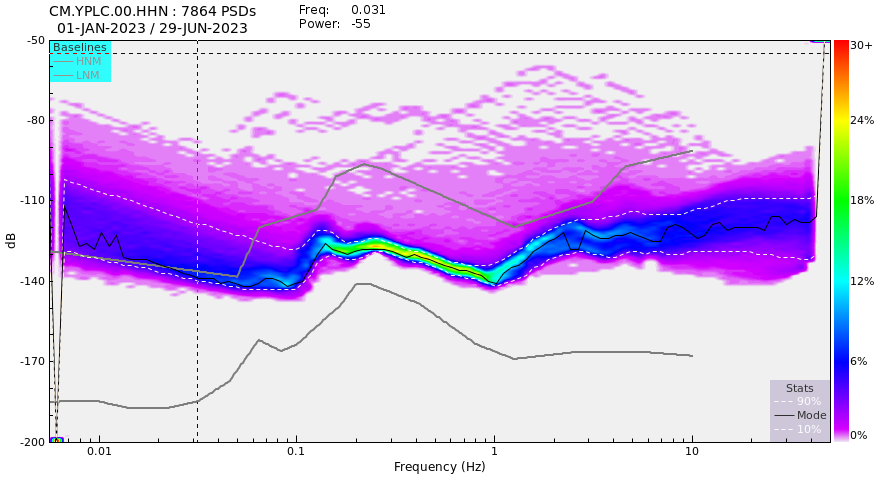 CM.YPLC.00.HHN : 7864 PSDs
01-JAN-2023 / 29-JUN-2023
Freq: 0.031
Power: -55
-50
-80
-110
-140
-170
-200
dB
Baselines
HNM
LNM
0.01
0.1
1
10
Frequency (Hz)
Stats
90%
Mode
10%
30+
24%
18%
12%
6%
0%